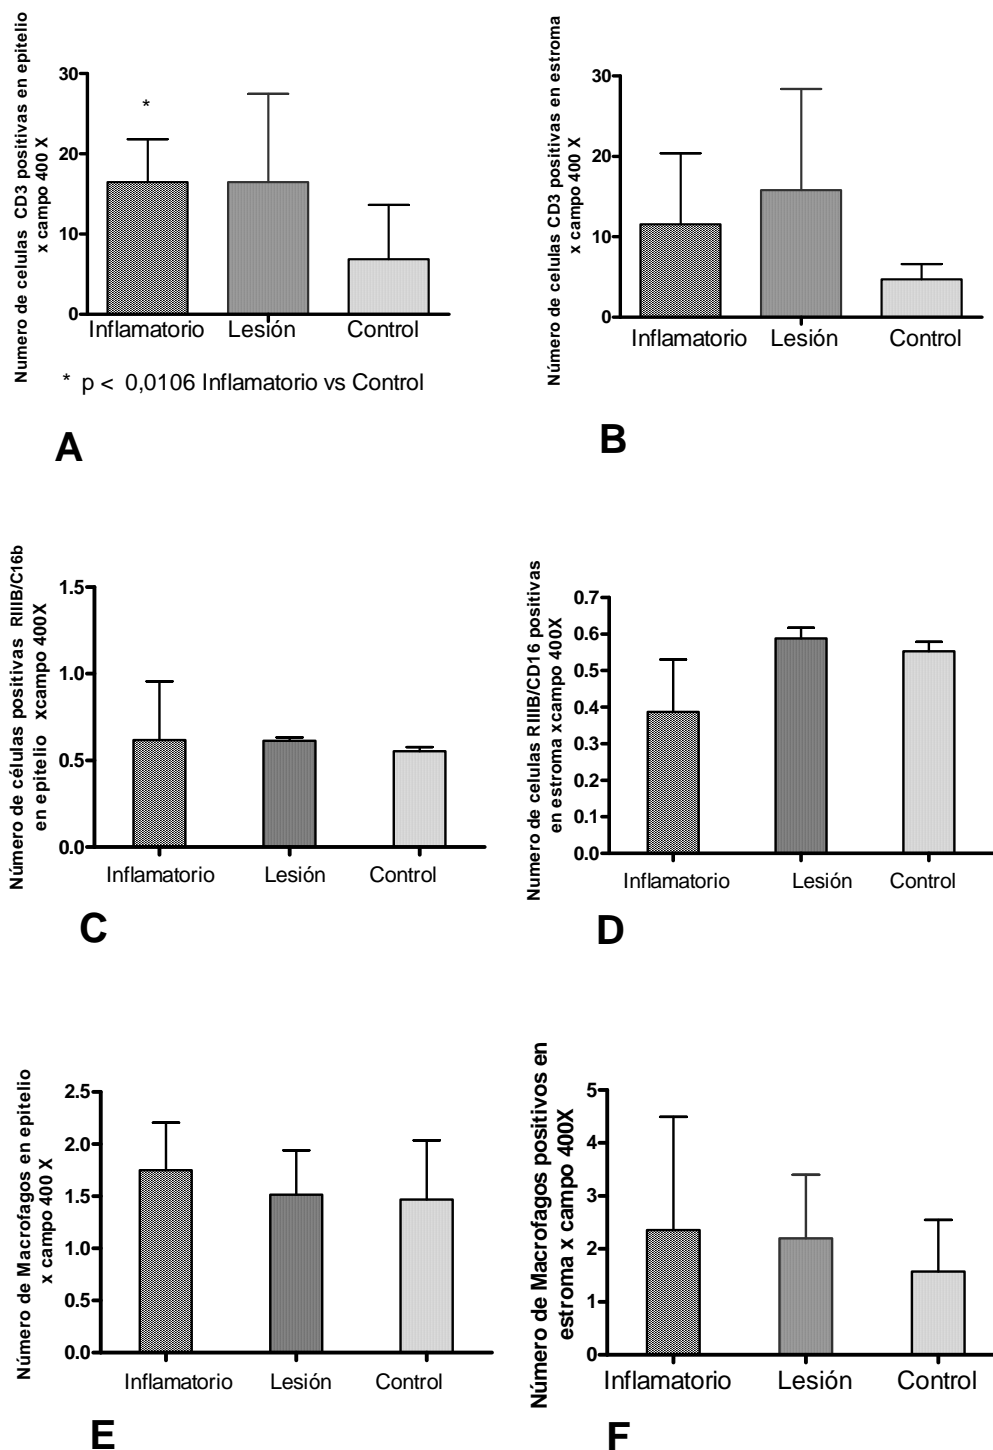 Numero de celulas CD3 positivas en epitelio
x campo 400 X
30
20
10
0
*
Inflamatorio Lesión Control
* p < 0,0106 Inflamatorio vs Control
A
Número de celulas CD3 positivas en estroma
x campo 400 X
30
20
10
0
Inflamatorio Lesión Control
B
Número de células positivas RIIIB/C16b
en epitelio xcampo 400X
1.5
1.0
0.5
0.0
Inflamatorio Lesión Control
C
Numero de celulas RIIIB/CD16 positivas
en estroma xcampo 400X
0.7
0.6
0.5
0.4
0.3
0.2
0.1
0.0
Inflamatorio Lesión Control
D
Número de Macrofagos en epitelio
x campo 400 X
2.5
2.0
1.5
1.0
0.5
0.0
Inflamatorio Lesión Control
E
Número de Macrofagos positivos en
estroma x campo 400X
5
4
3
2
1
0
Inflamatorio Lesión Control
F